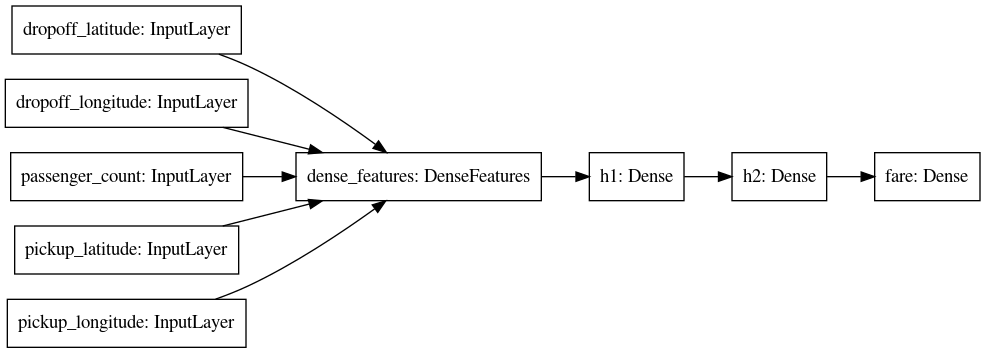 dropoff_latitude: InputLayer
dropoff_longitude: InputLayer
passenger_count: InputLayer
pickup_latitude: InputLayer
pickup_longitude: InputLayer
dense_features: DenseFeatures
h1: Dense
h2: Dense
fare: Dense